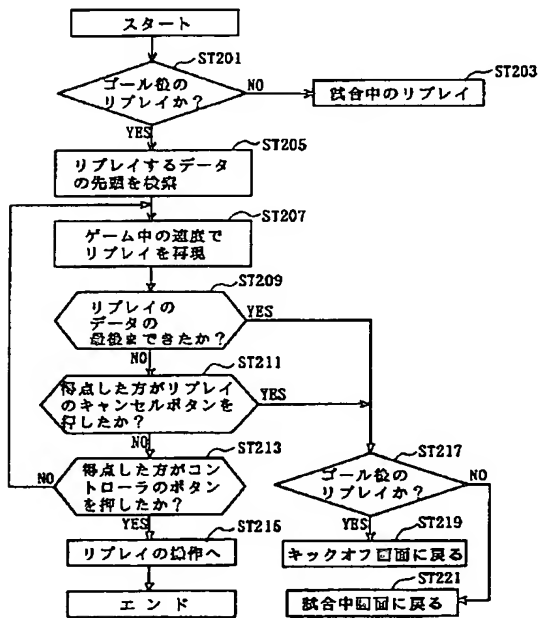 スタート
ST201
ゴール後の
リプレイか?
NO
ST203
試合中のリプレイ
YES
ST205
リプレイするデータ
の先頭を検索
ST207
ゲーム中の速度で
リプレイを再現
ST209
リプレイの
データの
最後まできたか?
YES
NO
ST211
得点した方がリプレイ
のキャンセルボタンを
押したか?
YES
NO
ST213
得点した方がコン
トローラのボタン
を押したか?
NO
YES
ST215
リプレイの操作へ
エンド
ST217
ゴール後の
リプレイか?
NO
YES
ST219
キックオフ画面に戻る
ST221
試合中画面に戻る